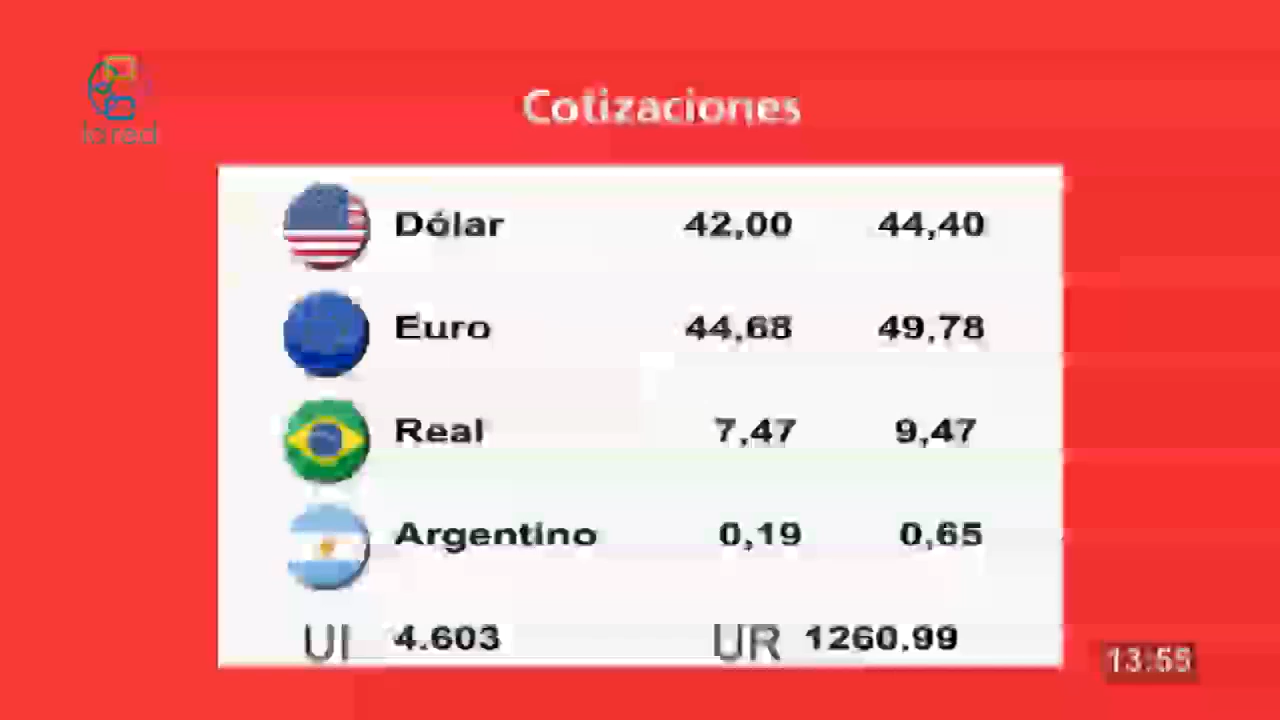 la red
Cotizaciones
Dólar 42,00 44,40
Euro 44,68 49,78
Real 7,47 9,47
Argentino 0,19 0,65
UI 4.603 UR 1260,99
13:55